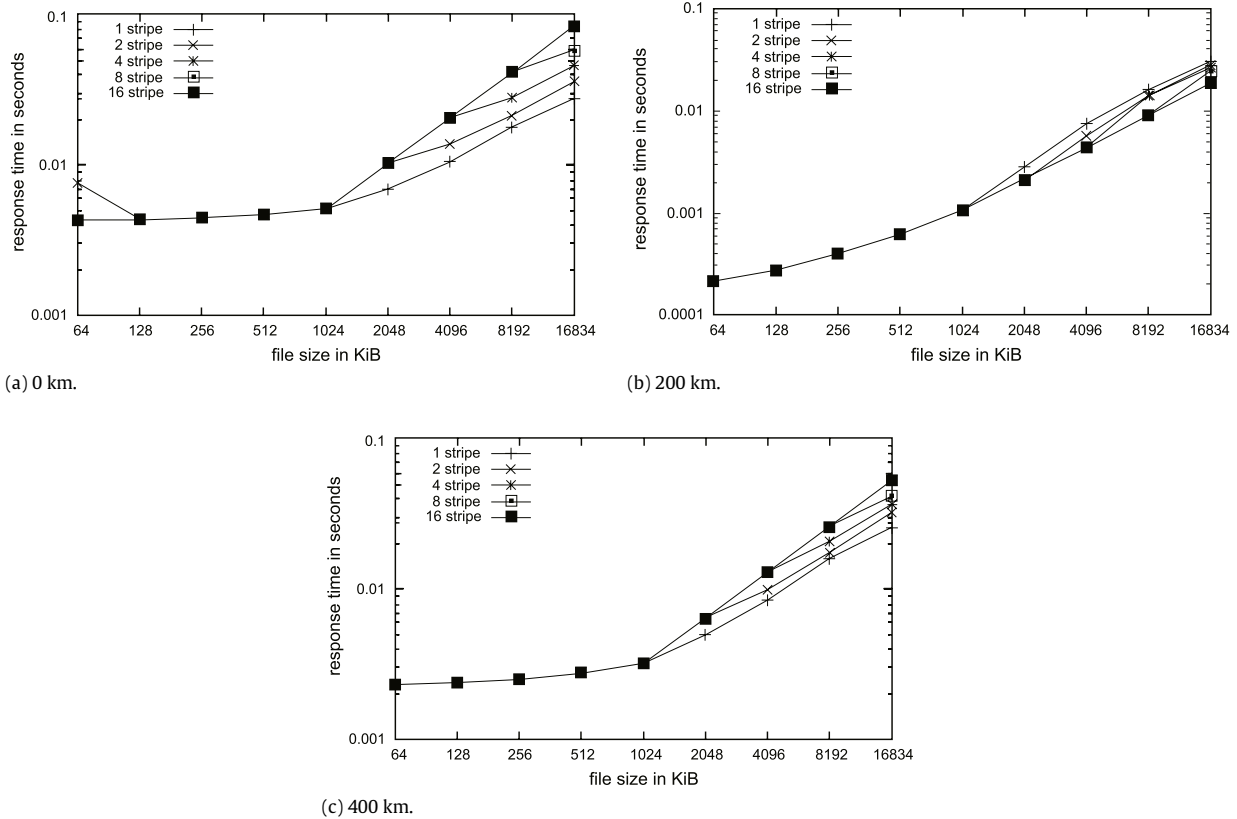 0.1
1 stripe
2 stripe
4 stripe
8 stripe
16 stripe
0.01
0.001
response time in seconds
64 128 256 512 1024 2048 4096 8192 16834
file size in KiB
(a) 0 km.
0.1
1 stripe
2 stripe
4 stripe
8 stripe
16 stripe
0.01
0.001
0.0001
response time in seconds
64 128 256 512 1024 2048 4096 8192 16834
file size in KiB
(b) 200 km.
0.1
1 stripe
2 stripe
4 stripe
8 stripe
16 stripe
0.01
0.001
response time in seconds
64 128 256 512 1024 2048 4096 8192 16834
file size in KiB
(c) 400 km.